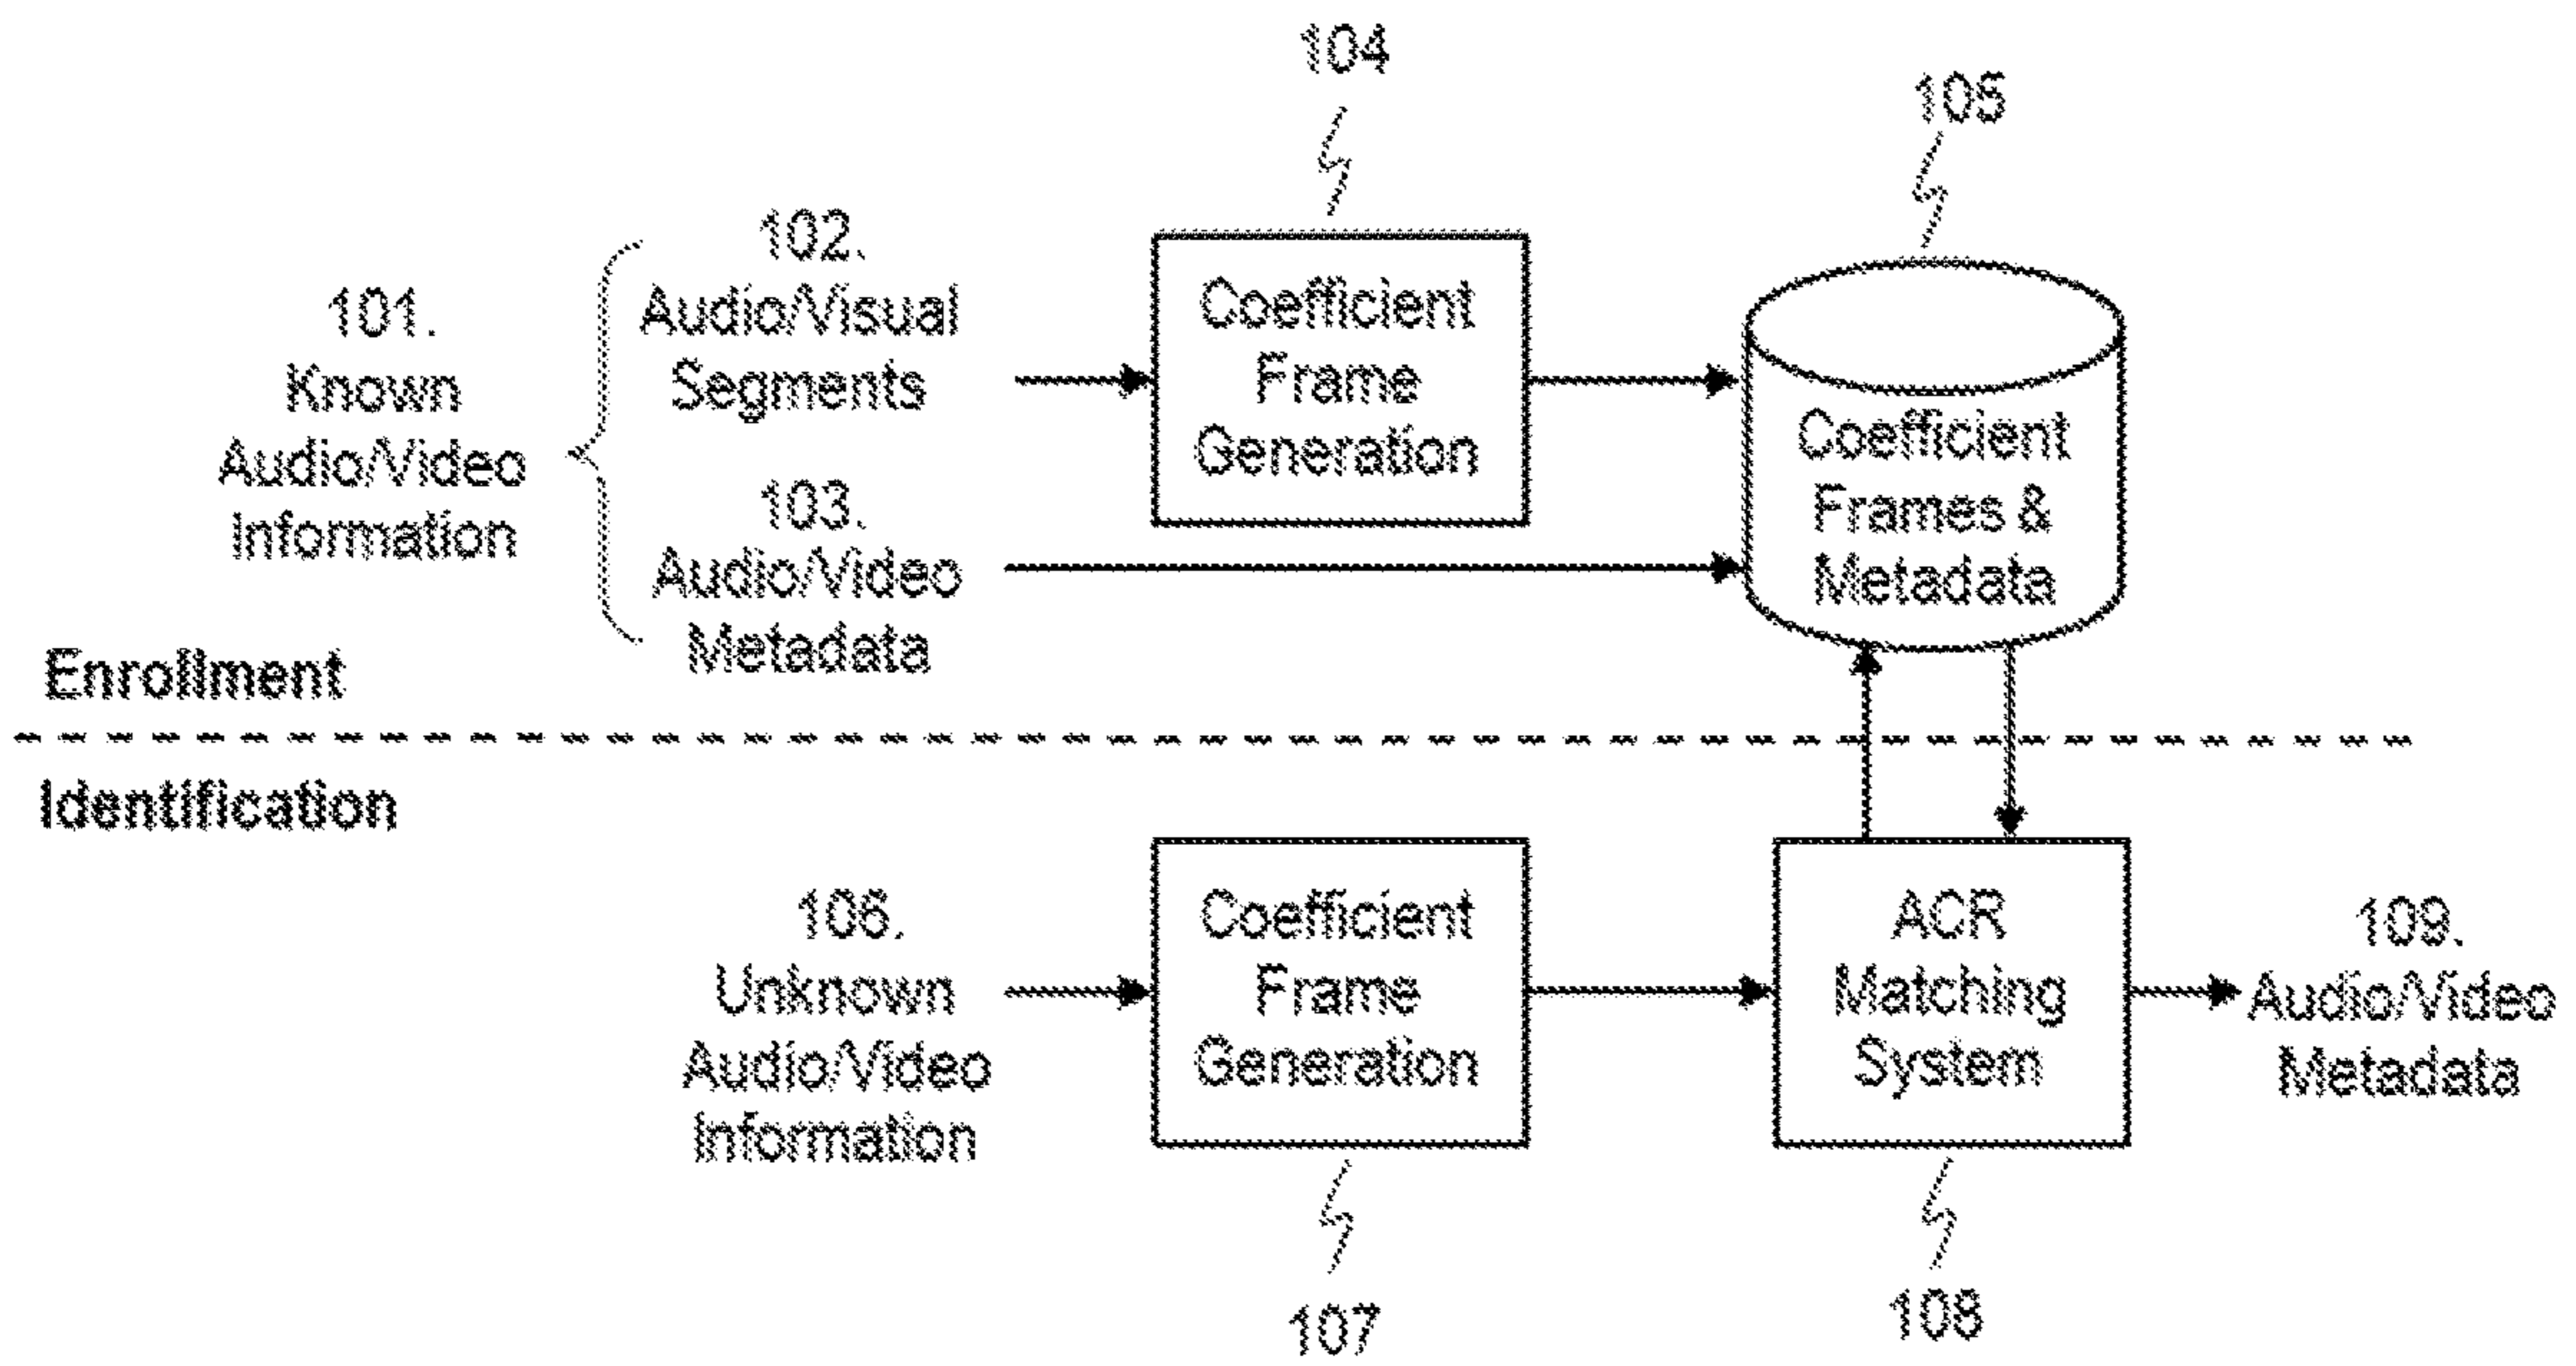 104
105
101.
Known
Audio/Video
Information
102.
Audio/Visual
Segments
103.
Audio/Video
Metadata
Coefficient
Frame
Generation
Coefficient
Frames &
Metadata
Enrollment
Identification
106.
Unknown
Audio/Video
Information
Coefficient
Frame
Generation
ACR
Matching
System
109.
Audio/Video
Metadata
107
108